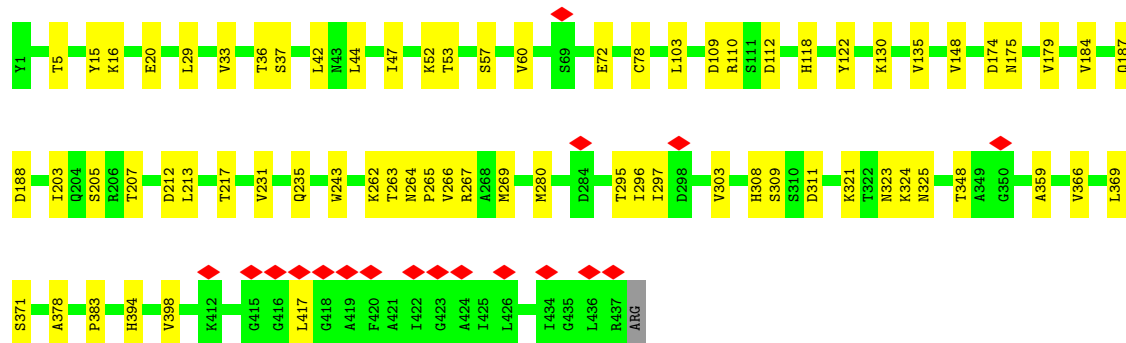 Y1 T5 Y15 K16 E20 L29 V33 T36 S37 L42 N43 L44 I47 K52 T53 S57 V60 S69 E72 C78 L103 D109 R110 S111 D112 H118 Y122 K130 V135 V148 D174 N175 V179 V184 Q187
D188 I203 Q204 S205 R206 T207 D212 L213 T217 V231 Q235 W243 K262 T263 N264 P265 V266 R267 A268 M269 M280 D284 T295 I296 I297 D298 V303 H308 S309 S310 D311 K321 T322 N323 K324 N325 T348 A349 G350 A359 V366 L369
S371 A378 P383 H394 V398 K412 G415 G416 L417 G418 A419 F420 A421 I422 G423 A424 I425 L426 I434 G435 L436 R437 ARG